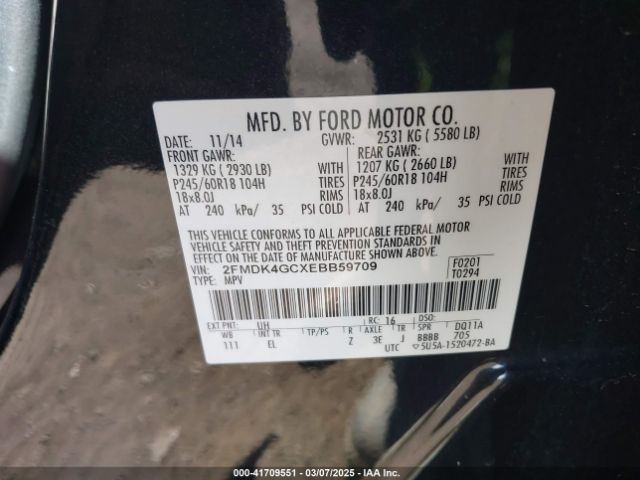 MFD. BY FORD MOTOR CO.
DATE: 11/14 GVWR: 2531 KG ( 5580 LB)
FRONT GAWR: REAR GAWR:
1329 KG ( 2930 LB) WITH 1207 KG ( 2660 LB) WITH
P245/60R18 104H TIRES P245/60R18 104H TIRES
18x8.0J RIMS 18x8.0J RIMS
AT 240 kPa/ 35 PSI COLD AT 240 kPa/ 35 PSI COLD
THIS VEHICLE CONFORMS TO ALL APPLICABLE FEDERAL MOTOR
VEHICLE SAFETY AND THEFT PREVENTION STANDARDS IN
EFFECT ON THE DATE OF MANUFACTURE SHOWN ABOVE.
VIN: 2FMDK4GCXEBB59709 F0201
TYPE: MPV T0294
EXT PNT: UH RC: 16 DSO:
WB INT TR TP/PS R AXLE TR SPR DQ11A
111 EL Z 3E J BBBB 705
UTC ▽5U5A-1520472-BA
0-41709551 | 03/07/2025 - IAA Inc. |